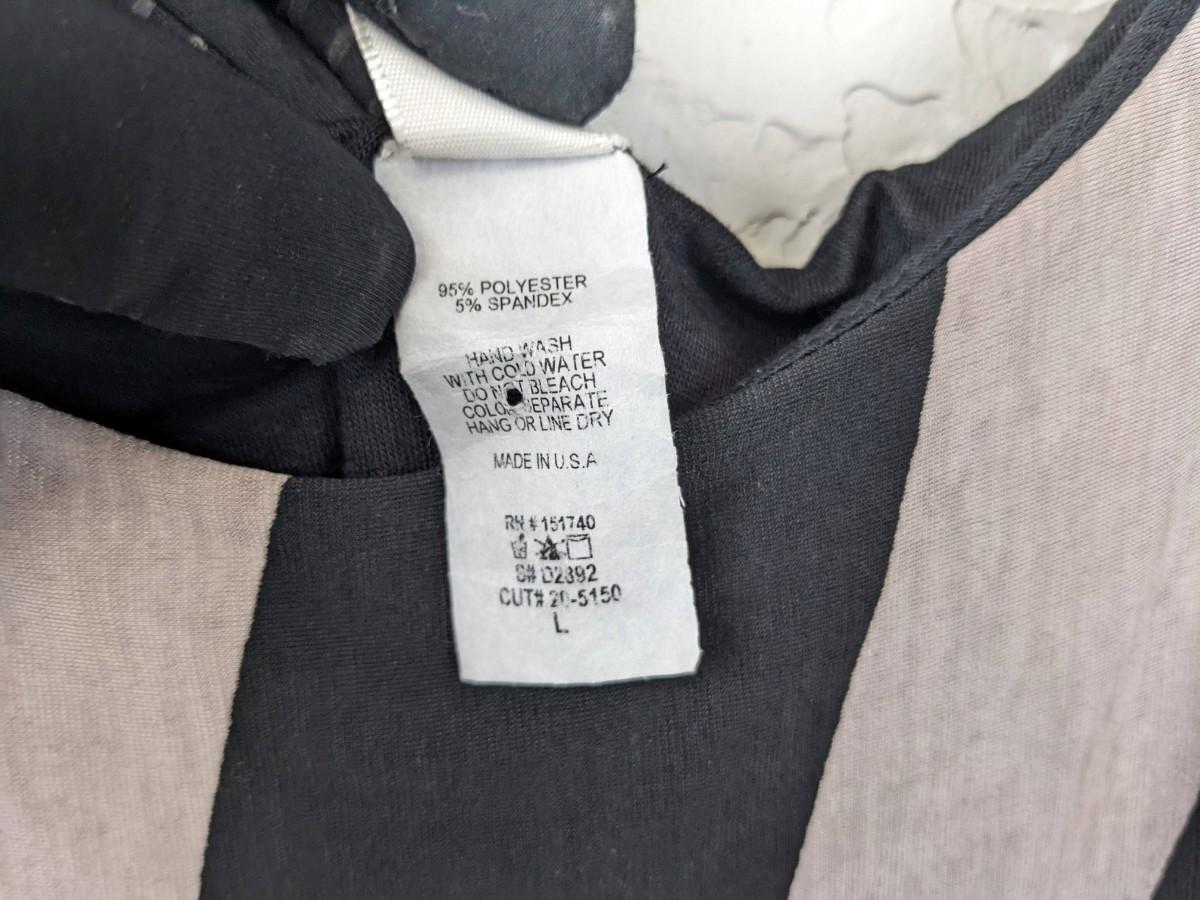 95% POLYESTER
5% SPANDEX
HAND WASH
WITH COLD WATER
DO NOT BLEACH
COLOR SEPARATE
HANG OR LINE DRY
MADE IN U.S.A
RN # 151740
S# D2392
CUT# 20-5150
L